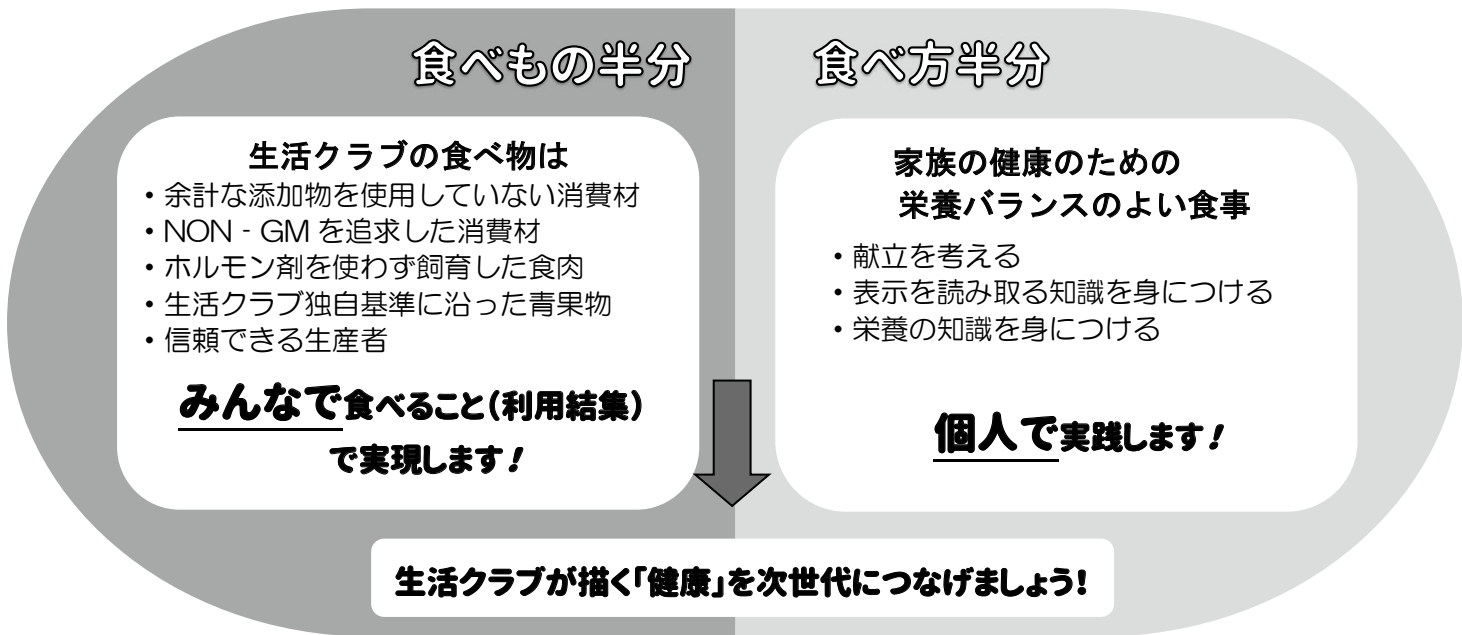 食べもの半分
生活クラブの食べ物は
・余計な添加物を使用していない消費材
・NON‐GMを追求した消費材
・ホルモン剤を使わず飼育した食肉
・生活クラブ独自基準に沿った青果物
・信頼できる生産者
みんなで食べること(利用結集)
で実現します!
食べ方半分
家族の健康のための
栄養バランスのよい食事
・献立を考える
・表示を読み取る知識を身につける
・栄養の知識を身につける
個人で実践します!
生活クラブが描く「健康」を次世代につなげましょう!